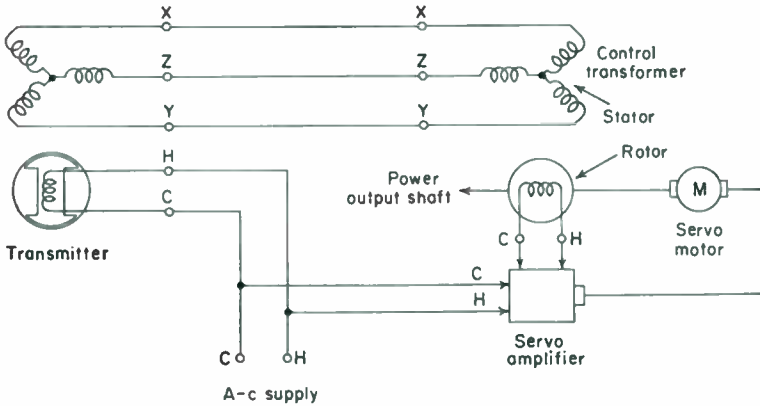 X X
Z Z
Y Y
Control
transformer
Stator
H
C
Transmitter
Power
output shaft
Rotor
M
Servo
motor
C H
C
H
Servo
amplifier
C H
A-c supply